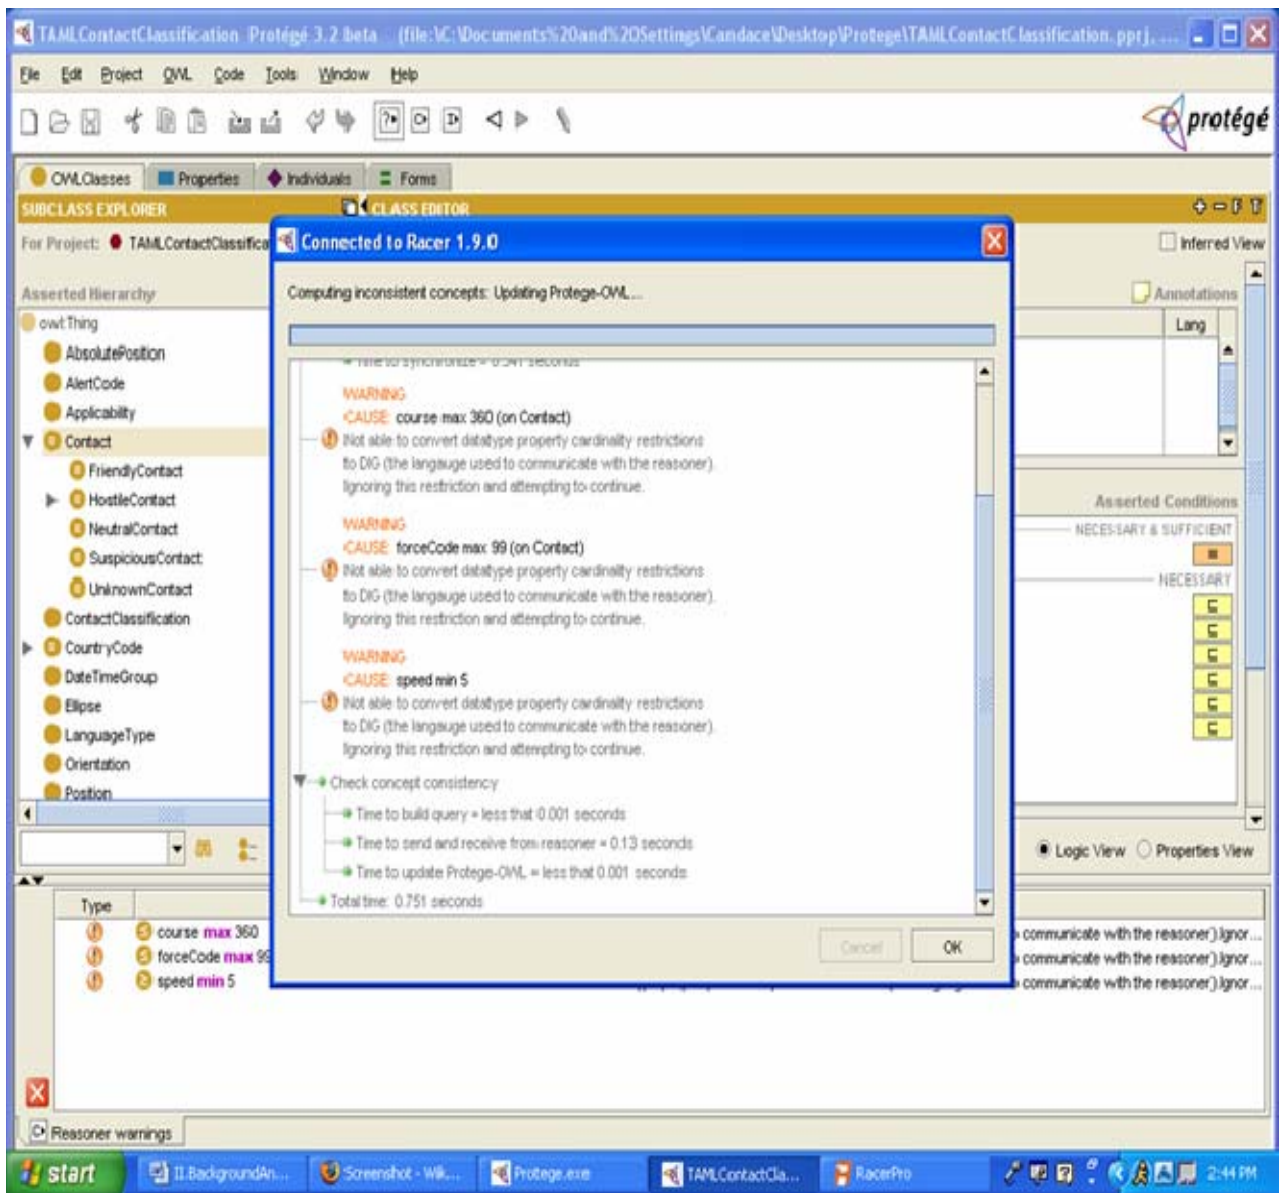 TAMLContactClassification Protégé 3.2 beta (file:\C:\Documents%20and%20Settings\Candace\Desktop\Protege\TAMLContactClassification.pprj, ...
File Edit Project OWL Code Tools Window Help
protégé
OWLClasses Properties Individuals Forms
SUBCLASS EXPLORER
CLASS EDITOR
For Project: TAMLContactClassifica
Inferred View
Connected to Racer 1.9.0
Computing inconsistent concepts: Updating Protege-OWL...
Asserted Hierarchy
Annotations
Lang
owl:Thing
AbsolutePosition
AlertCode
Applicability
Contact
FriendlyContact
HostileContact
NeutralContact
SuspiciousContact
UnknownContact
ContactClassification
CountryCode
DateTimeGroup
Ellipse
LanguageType
Orientation
Position
Time to synchronize = 0.541 seconds
WARNING
CAUSE: course max 360 (on Contact)
Not able to convert datatype property cardinality restrictions
to DIG (the langauge used to communicate with the reasoner).
Ignoring this restriction and attempting to continue.
WARNING
CAUSE: forceCode max 99 (on Contact)
Not able to convert datatype property cardinality restrictions
to DIG (the langauge used to communicate with the reasoner).
Ignoring this restriction and attempting to continue.
WARNING
CAUSE: speed min 5
Not able to convert datatype property cardinality restrictions
to DIG (the langauge used to communicate with the reasoner).
Ignoring this restriction and attempting to continue.
Check concept consistency
Time to build query = less that 0.001 seconds
Time to send and receive from reasoner = 0.13 seconds
Time to update Protege-OWL = less that 0.001 seconds
Total time: 0.751 seconds
Cancel OK
Asserted Conditions
NECESSARY & SUFFICIENT
NECESSARY
Logic View Properties View
Type
course max 360 communicate with the reasoner).Ignor...
forceCode max 99 communicate with the reasoner).Ignor...
speed min 5 communicate with the reasoner).Ignor...
Reasoner warnings
start II.BackgroundAn... Screenshot - Wik... Protege.exe TAMLContactCla... RacerPro 2:44 PM